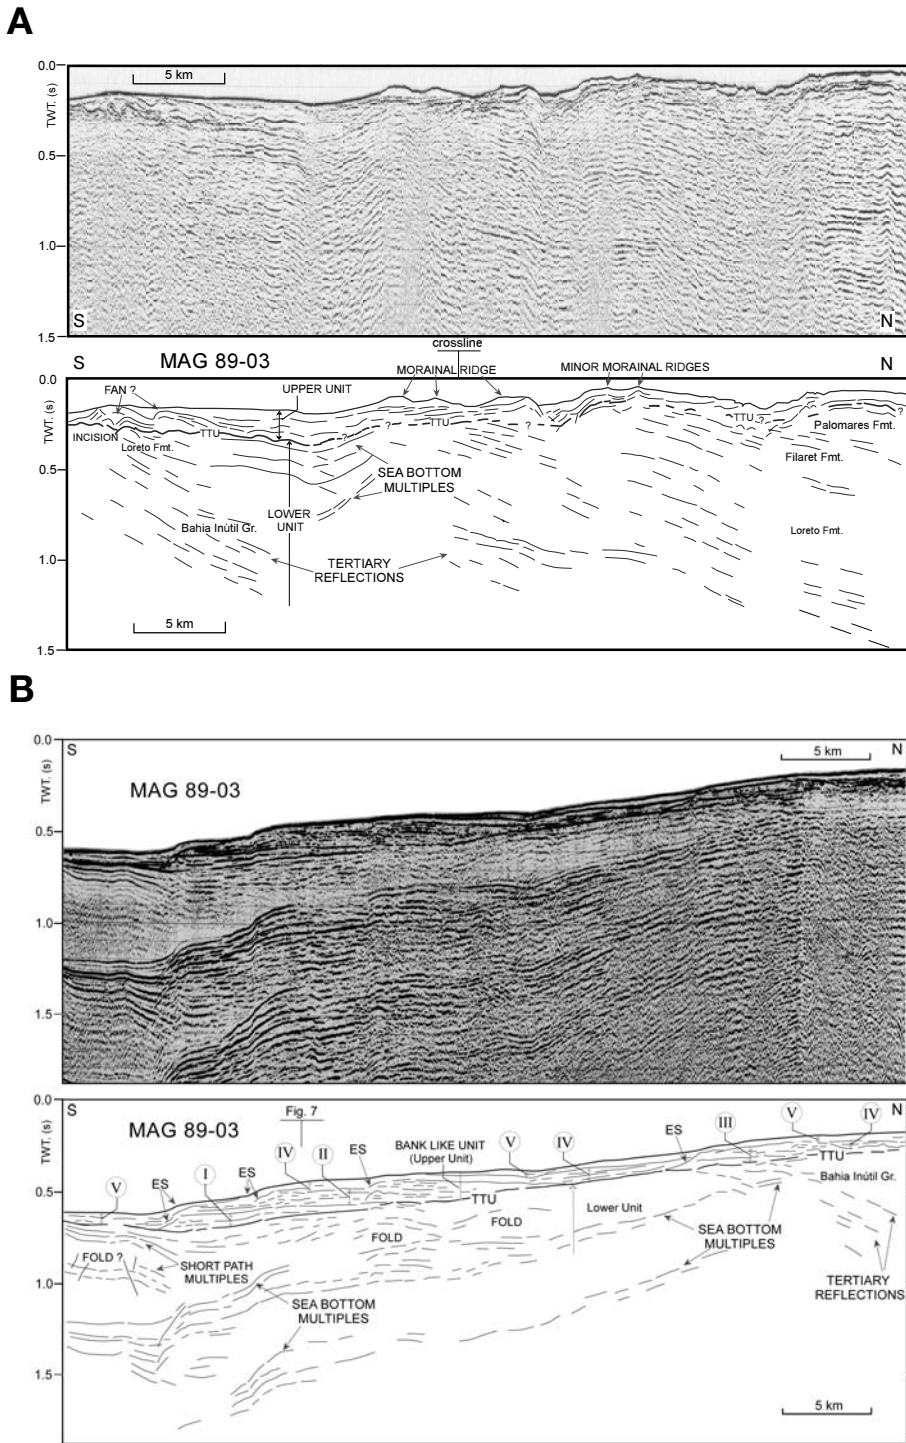 A
0.0
5 km
TWT. (s)
0.5
1.0
1.5
S
N
crossline
S
MAG 89-03
N
MORAINAL RIDGE
MINOR MORAINAL RIDGES
0.0
TWT. (s)
FAN ?
UPPER UNIT
INCISION
TTU
?
?
TTU
?
TTU
?
?
Palomares Fmt.
Loreto Fmt.
Filaret Fmt.
0.5
SEA BOTTOM
MULTIPLES
LOWER
UNIT
Bahia Inùtil Gr.
Loreto Fmt.
1.0
TERTIARY
REFLECTIONS
5 km
1.5
B
0.0
S
N
5 km
TWT. (s)
MAG 89-03
0.5
1.0
1.5
0.0
S
N
Fig. 7
MAG 89-03
TWT. (s)
V
ES
I
ES
IV
II
ES
BANK LIKE UNIT
(Upper Unit)
V
IV
ES
III
V
IV
TTU
Bahia Inútil Gr.
0.5
TTU
Lower Unit
FOLD
FOLD
SEA BOTTOM
MULTIPLES
FOLD ?
SHORT PATH
MULTIPLES
TERTIARY
REFLECTIONS
1.0
SEA BOTTOM
MULTIPLES
1.5
5 km